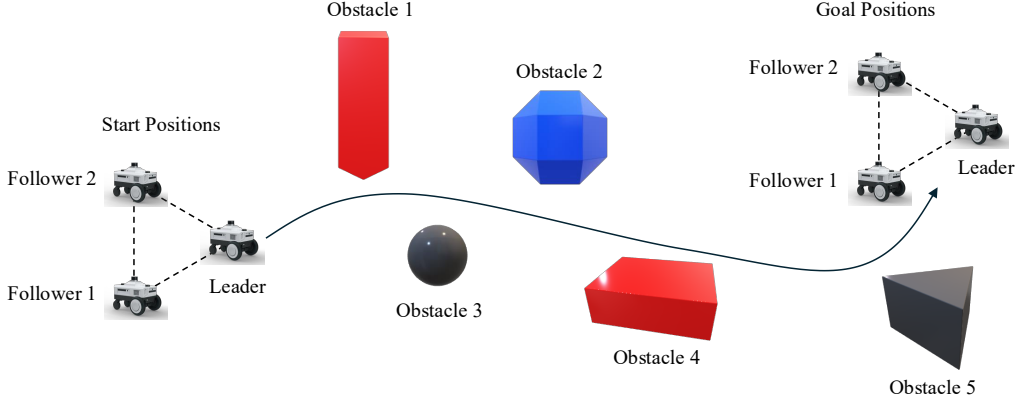 Obstacle 1
Goal Positions
Follower 2
Obstacle 2
Start Positions
Leader
Follower 2
Follower 1
Obstacle 3
Leader
Follower 1
Obstacle 4
Obstacle 5